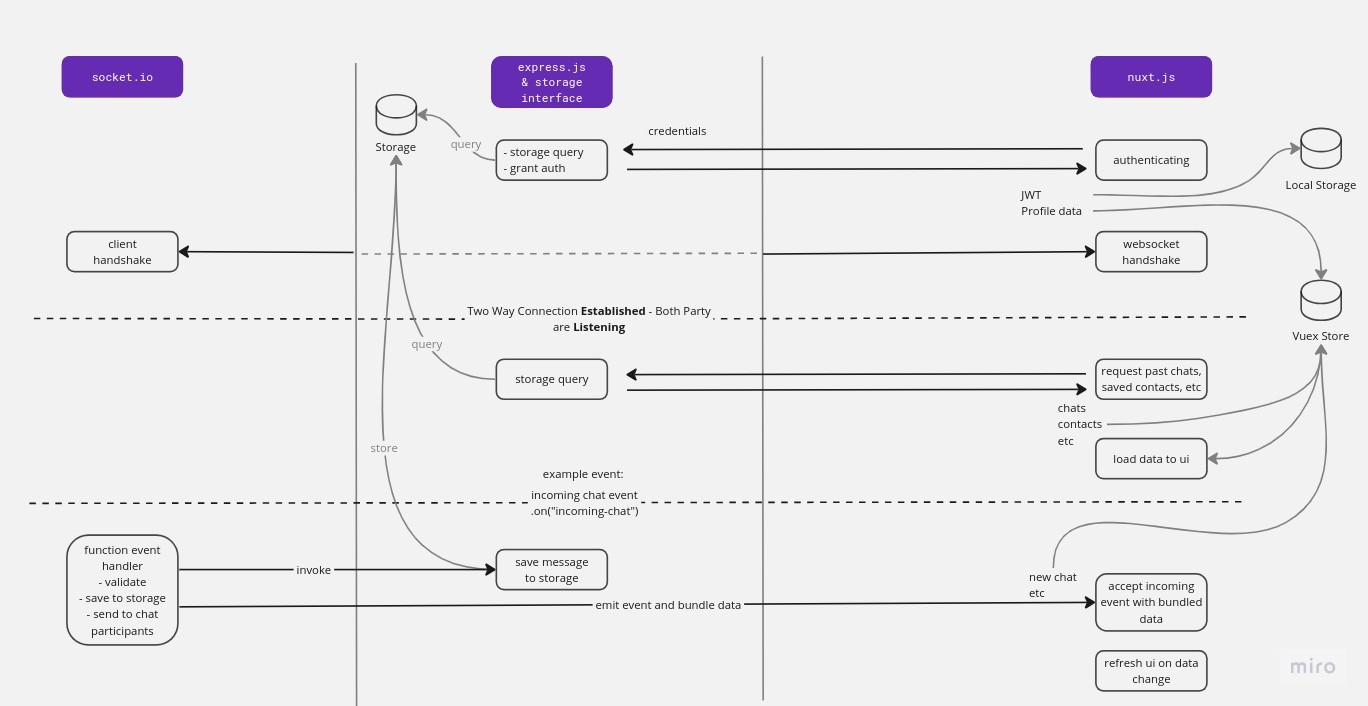 socket.io
express.js
& storage
interface
nuxt.js
Storage
query
- storage query
- grant auth
credentials
authenticating
Local Storage
JWT
Profile data
client
handshake
websocket
handshake
Two Way Connection Established - Both Party
are Listening
Vuex Store
query
storage query
request past chats,
saved contacts, etc
chats
contacts
etc
load data to ui
store
example event:
incoming chat event
.on("incoming-chat")
function event
handler
- validate
- save to storage
- send to chat
participants
invoke
save message
to storage
emit event and bundle data
new chat
etc
accept incoming
event with bundled
data
refresh ui on data
change
miro